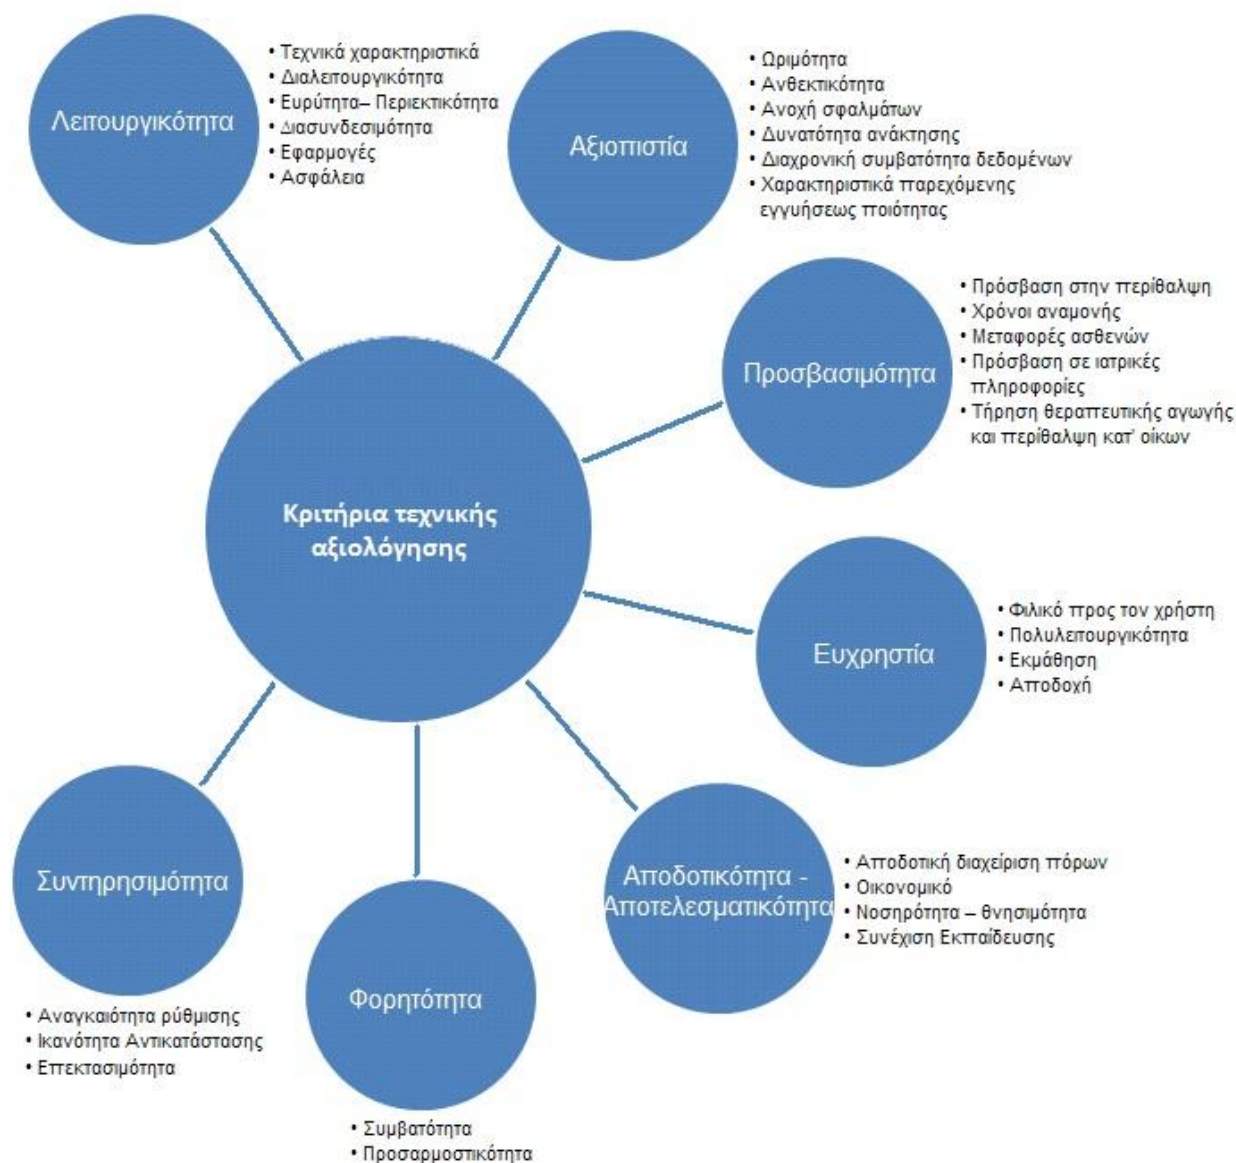 Λειτουργικότητα
• Τεχνικά χαρακτηριστικά
• Διαλειτουργικότητα
• Ευρύτητα– Περιεκτικότητα
• Διασυνδεσιμότητα
• Εφαρμογές
• Ασφάλεια
Αξιοπιστία
• Ωριμότητα
• Ανθεκτικότητα
• Ανοχή σφαλμάτων
• Δυνατότητα ανάκτησης
• Διαχρονική συμβατότητα δεδομένων
• Χαρακτηριστικά παρεχόμενης
εγγυήσεως ποιότητας
Προσβασιμότητα
• Πρόσβαση στην περίθαλψη
• Χρόνοι αναμονής
• Μεταφορές ασθενών
• Πρόσβαση σε ιατρικές
πληροφορίες
• Τήρηση θεραπευτικής αγωγής
και περίθαλψη κατ' οίκων
Κριτήρια τεχνικής
αξιολόγησης
Ευχρηστία
• Φιλικό προς τον χρήστη
• Πολυλειτουργικότητα
• Εκμάθηση
• Αποδοχή
Αποδοτικότητα -
Αποτελεσματικότητα
• Αποδοτική διαχείριση πόρων
• Οικονομικό
• Νοσηρότητα – θνησιμότητα
• Συνέχιση Εκπαίδευσης
Συντηρησιμότητα
• Αναγκαιότητα ρύθμισης
• Ικανότητα Αντικατάστασης
• Επεκτασιμότητα
Φορητότητα
• Συμβατότητα
• Προσαρμοστικότητα